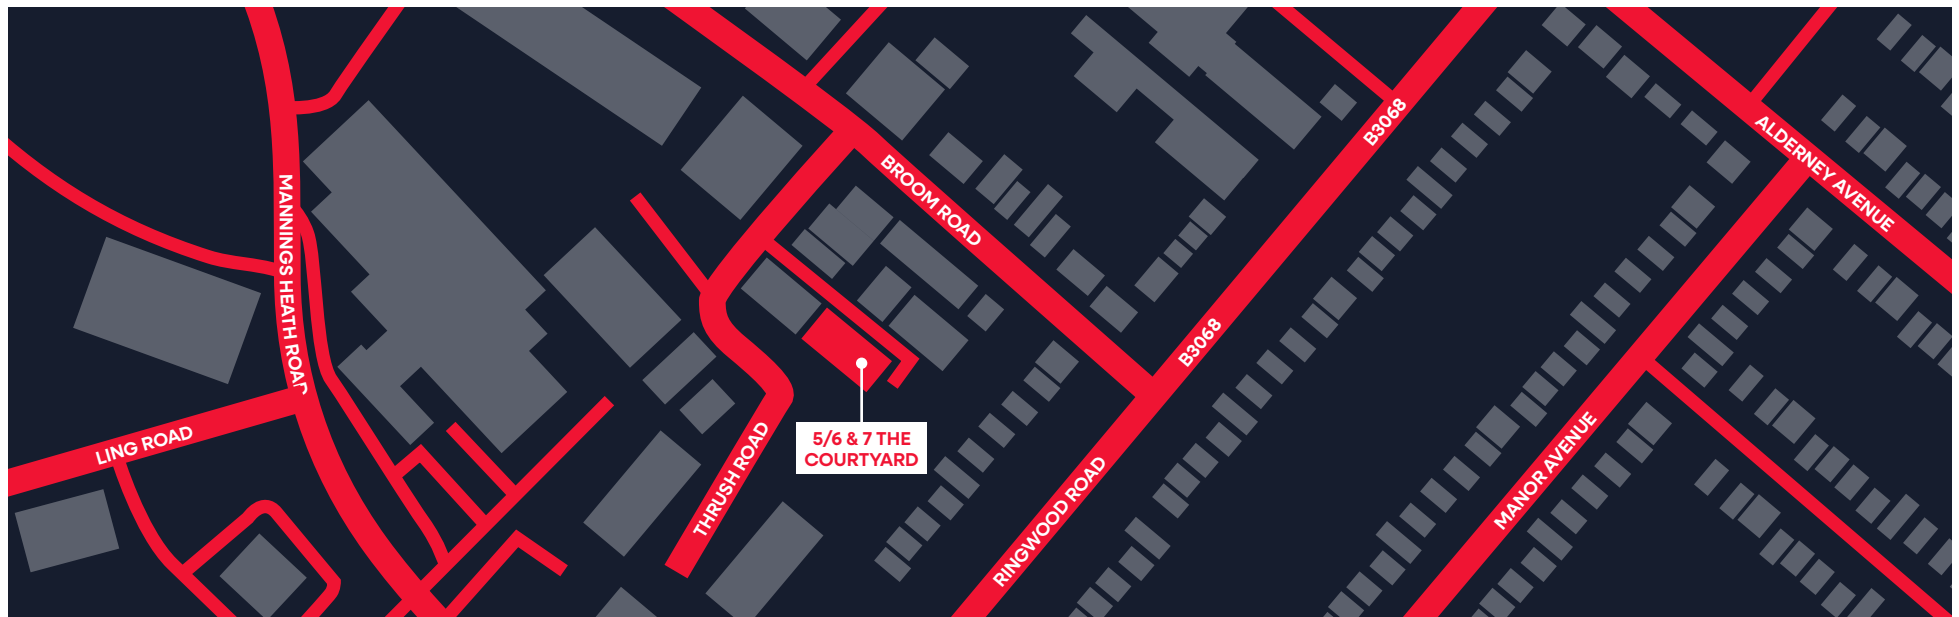 B3068
ALDERNEY AVENUE
BROOM ROAD
MANNINGS HEATH ROAD
B3068
LING ROAD
5/6 & 7 THE
COURTYARD
THRUSH ROAD
RINGWOOD ROAD
MANOR AVENUE